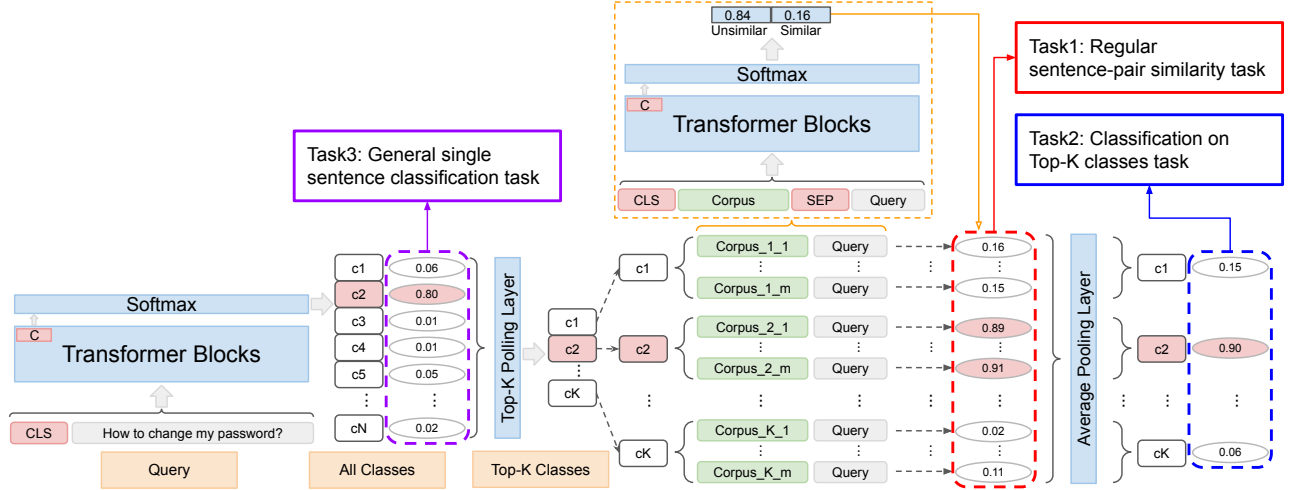 0.84 0.16
Unsimilar Similar
Softmax
C
Transformer Blocks
CLS Corpus SEP Query
Task1: Regular
sentence-pair similarity task
Task2: Classification on
Top-K classes task
Task3: General single
sentence classification task
Softmax
C
Transformer Blocks
CLS How to change my password?
Query
c1 0.06
c2 0.80
c3 0.01
c4 0.01
c5 0.05
cN 0.02
All Classes
Top-K Polling Layer
c1
c2
cK
Top-K Classes
c1
Corpus_1_1 Query 0.16
Corpus_1_m Query 0.15
c2
Corpus_2_1 Query 0.89
Corpus_2_m Query 0.91
cK
Corpus_K_1 Query 0.02
Corpus_K_m Query 0.11
Average Pooling Layer
c1 0.15
c2 0.90
cK 0.06